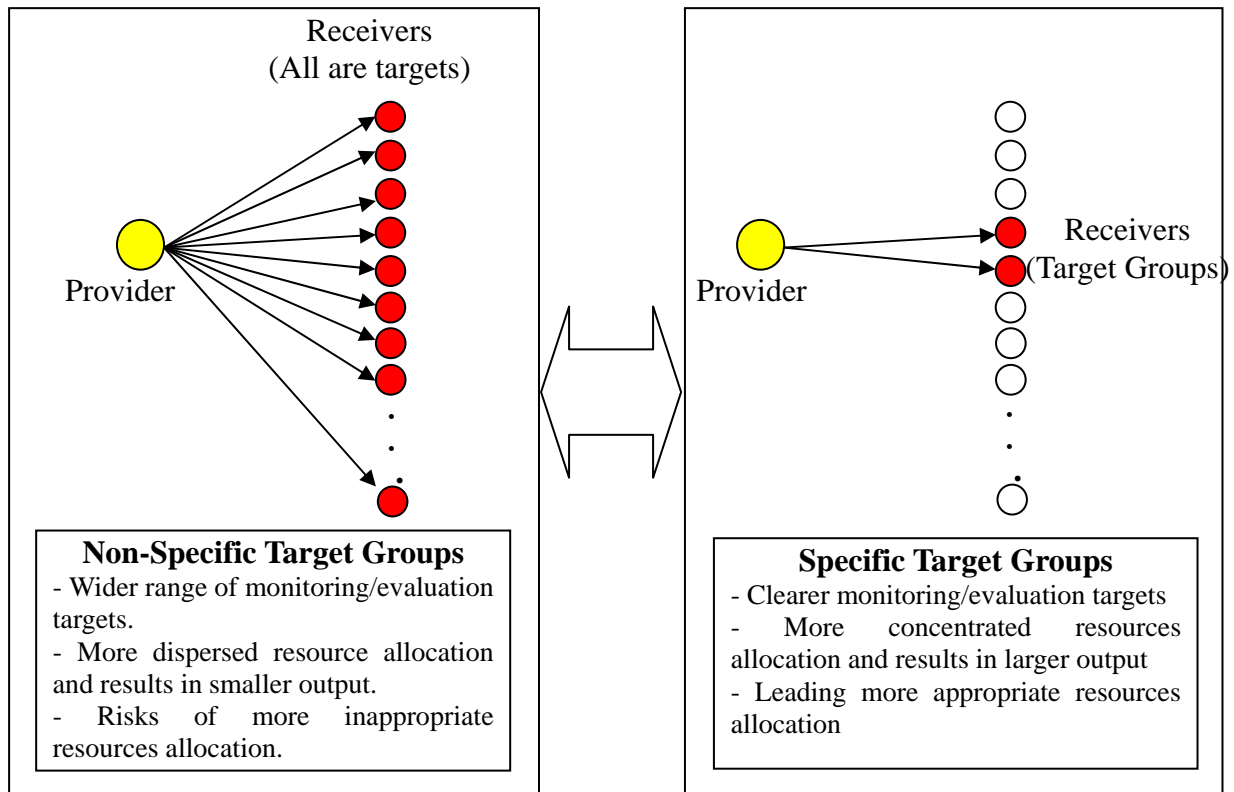 Receivers
(All are targets)
Provider
Non-Specific Target Groups
- Wider range of monitoring/evaluation
targets.
- More dispersed resource allocation
and results in smaller output.
- Risks of more inappropriate
resources allocation.
Receivers
(Target Groups)
Provider
Specific Target Groups
- Clearer monitoring/evaluation targets
- More concentrated resources
allocation and results in larger output
- Leading more appropriate resources
allocation